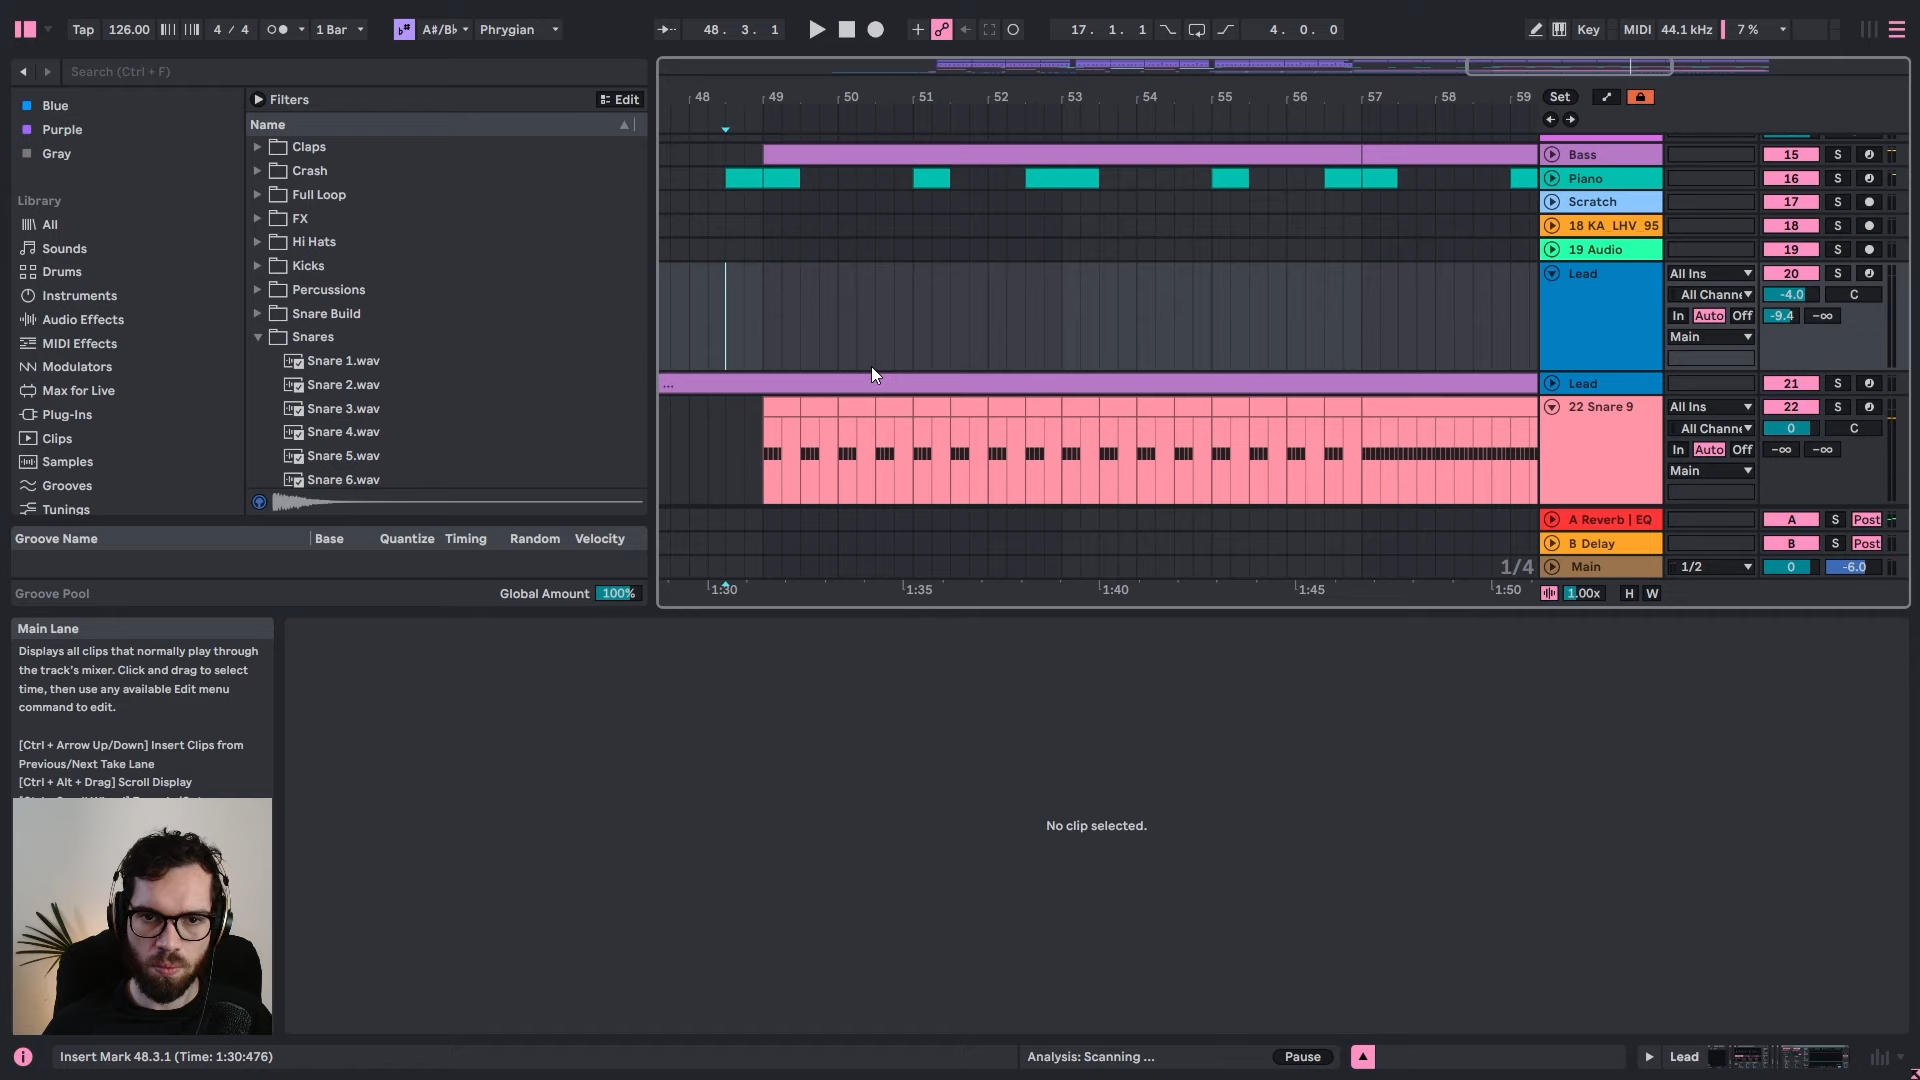 Tap 126.00 4 / 4 1 Bar A#/B♭ Phrygian 48. 3. 1 17. 1. 1 4. 0. 0 Key MIDI 44.1 kHz 7 %
Search (Ctrl + F)
Blue
Purple
Gray
Library
All
Sounds
Drums
Instruments
Audio Effects
MIDI Effects
Modulators
Max for Live
Plug-Ins
Clips
Samples
Grooves
Tunings
Filters Edit
Name
Claps
Crash
Full Loop
FX
Hi Hats
Kicks
Percussions
Snare Build
Snares
Snare 1.wav
Snare 2.wav
Snare 3.wav
Snare 4.wav
Snare 5.wav
Snare 6.wav
Groove Name Base Quantize Timing Random Velocity
Groove Pool Global Amount 100%
48 49 50 51 52 53 54 55 56 57 58 59 Set
Bass 15 S
Piano 16 S
Scratch 17 S
18 KA_LHV_95 18 S
19 Audio 19 S
Lead All Ins 20 S
All Channe -4.0 C
In Auto Off -9.4 -∞
Main
... Lead 21 S
22 Snare 9 All Ins 22 S
All Channe 0 C
In Auto Off -∞ -∞
Main
A Reverb | EQ A S Post
B Delay B S Post
1/4 Main 1/2 0 -6.0
1:30 1:35 1:40 1:45 1:50 1.00x H W
Main Lane
Displays all clips that normally play through
the track's mixer. Click and drag to select
time, then use any available Edit menu
command to edit.
[Ctrl + Arrow Up/Down] Insert Clips from
Previous/Next Take Lane
[Ctrl + Alt + Drag] Scroll Display
No clip selected.
Insert Mark 48.3.1 (Time: 1:30:476) Analysis: Scanning ... Pause Lead